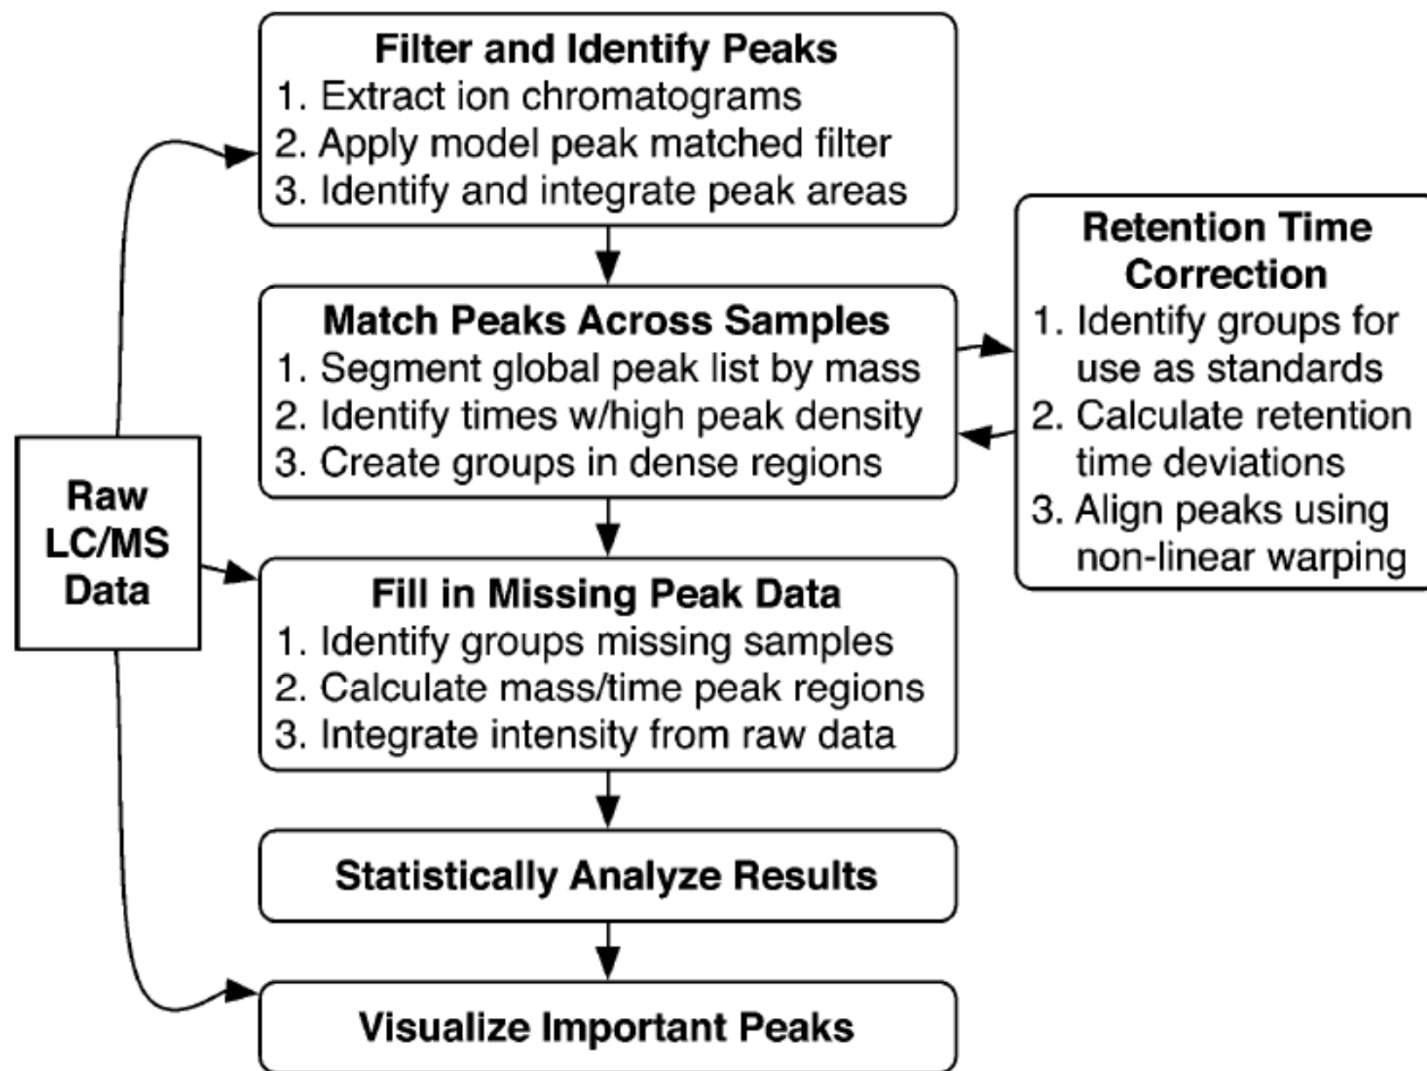 Filter and Identify Peaks
1. Extract ion chromatograms
2. Apply model peak matched filter
3. Identify and integrate peak areas
Match Peaks Across Samples
1. Segment global peak list by mass
2. Identify times w/high peak density
3. Create groups in dense regions
Retention Time
Correction
1. Identify groups for
use as standards
2. Calculate retention
time deviations
3. Align peaks using
non-linear warping
Raw
LC/MS
Data
Fill in Missing Peak Data
1. Identify groups missing samples
2. Calculate mass/time peak regions
3. Integrate intensity from raw data
Statistically Analyze Results
Visualize Important Peaks